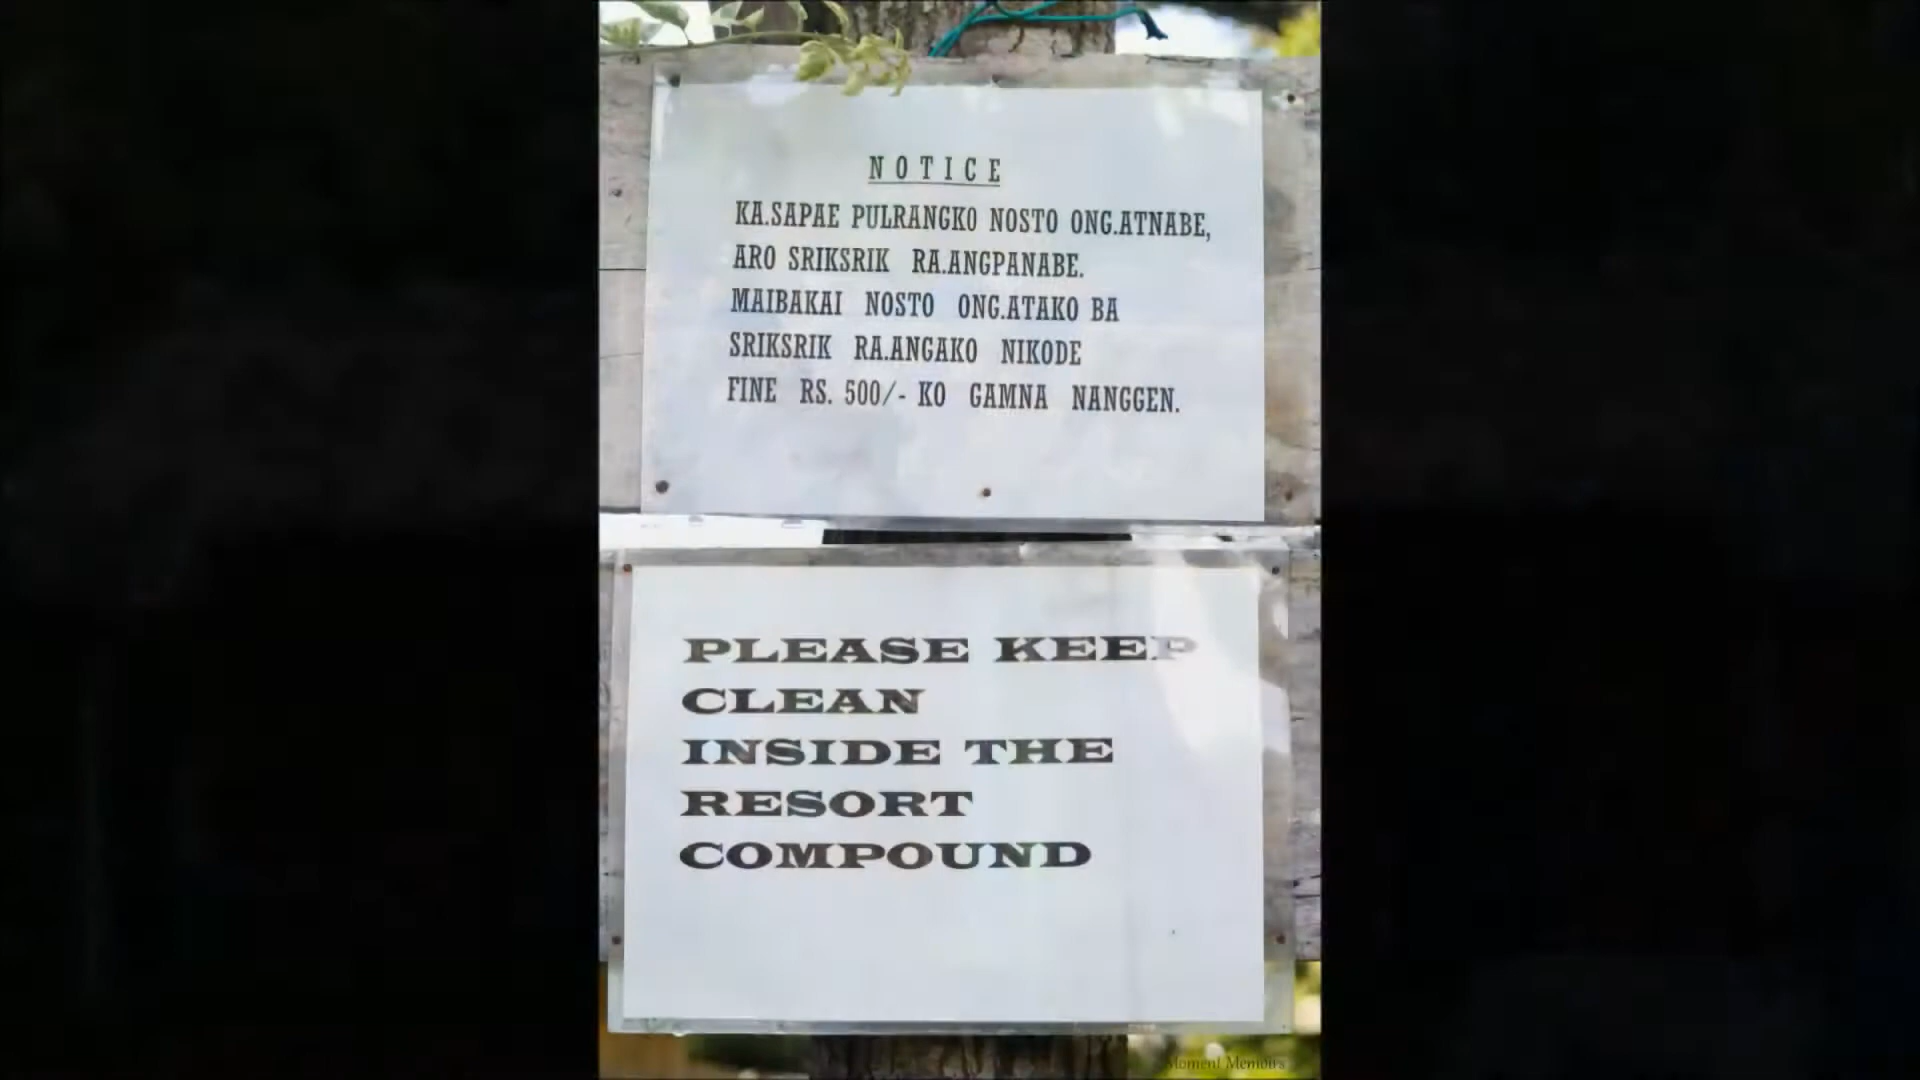 NOTICE
KA.SAPAE PULRANGKO NOSTO ONG.ATNABE,
ARO SRIKSRIK RA.ANGPANABE.
MAIBAKAI NOSTO ONG.ATAKO BA
SRIKSRIK RA.ANGAKO NIKODE
FINE RS. 500/- KO GAMNA NANGGEN.
PLEASE KEEP
CLEAN
INSIDE THE
RESORT
COMPOUND
Moment Memoirs